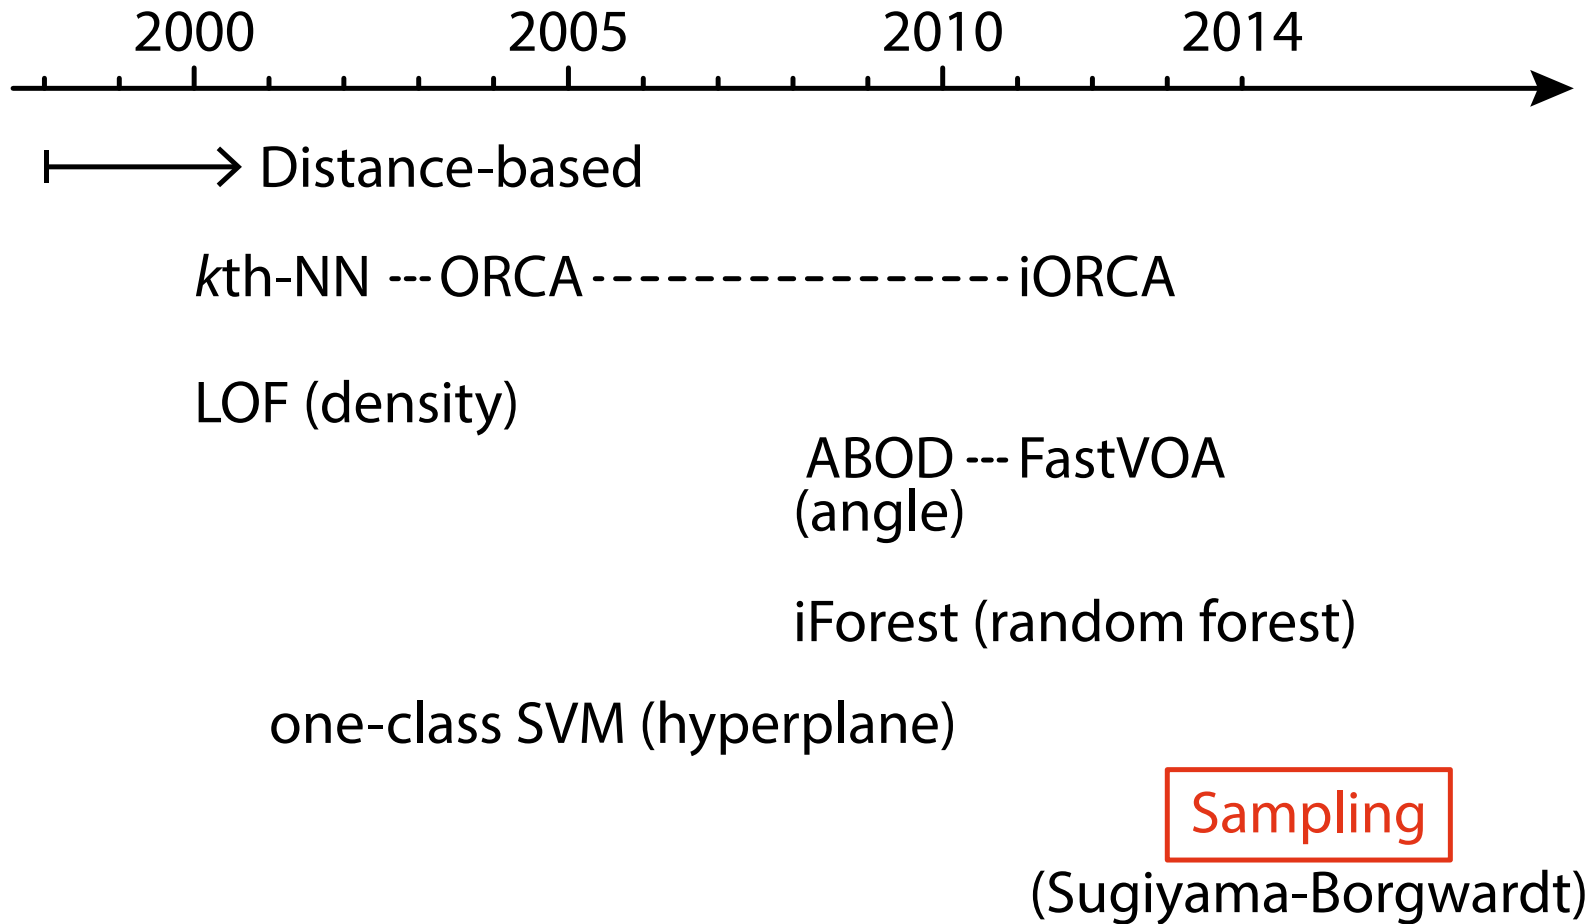 2000 2005 2010 2014
Distance-based
kth-NN --- ORCA -------------- iORCA
LOF (density)
ABOD --- FastVOA
(angle)
iForest (random forest)
one-class SVM (hyperplane)
Sampling
(Sugiyama-Borgwardt)